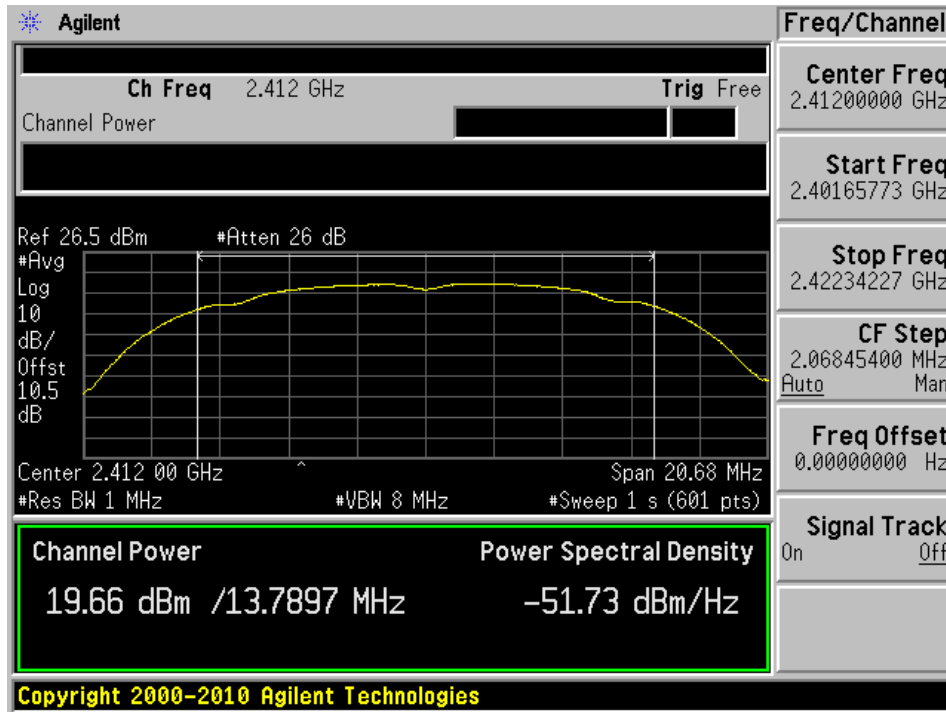 Agilent
Freq/Channel
Ch Freq 2.412 GHz Trig Free
Channel Power
Center Freq
2.41200000 GHz
Start Freq
2.40165773 GHz
Stop Freq
2.42234227 GHz
CF Step
2.06845400 MHz
Auto Man
Freq Offset
0.00000000 Hz
Signal Track
On Off
Ref 26.5 dBm #Atten 26 dB
#Avg
Log
10
dB/
Offst
10.5
dB
Center 2.412 00 GHz Span 20.68 MHz
#Res BW 1 MHz #VBW 8 MHz #Sweep 1 s (601 pts)
Channel Power Power Spectral Density
19.66 dBm /13.7897 MHz -51.73 dBm/Hz
Copyright 2000-2010 Agilent Technologies